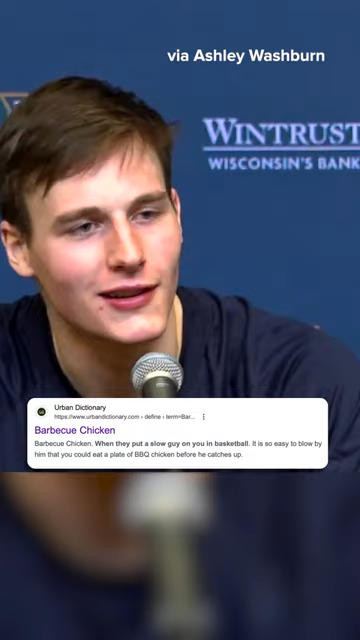 via Ashley Washburn
WINTRUST
WISCONSIN'S BANK
Urban Dictionary
https://www.urbandictionary.com › define › term=Bar...
Barbecue Chicken
Barbecue Chicken. When they put a slow guy on you in basketball. It is so easy to blow by
him that you could eat a plate of BBQ chicken before he catches up.